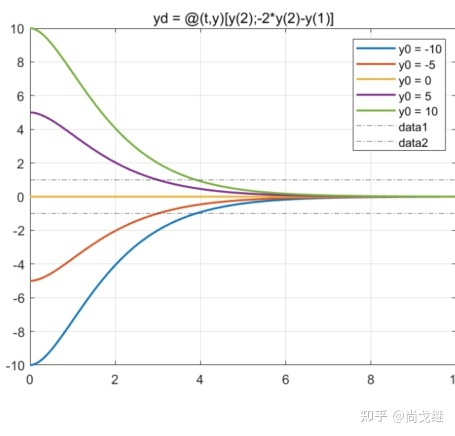 yd = @(t,y)[y(2);-2*y(2)-y(1)]
10
8
6
4
2
0
-2
-4
-6
-8
-10
y0 = -10
y0 = -5
y0 = 0
y0 = 5
y0 = 10
data1
data2
0
2
4
6
8
1
知乎 @尚戈继